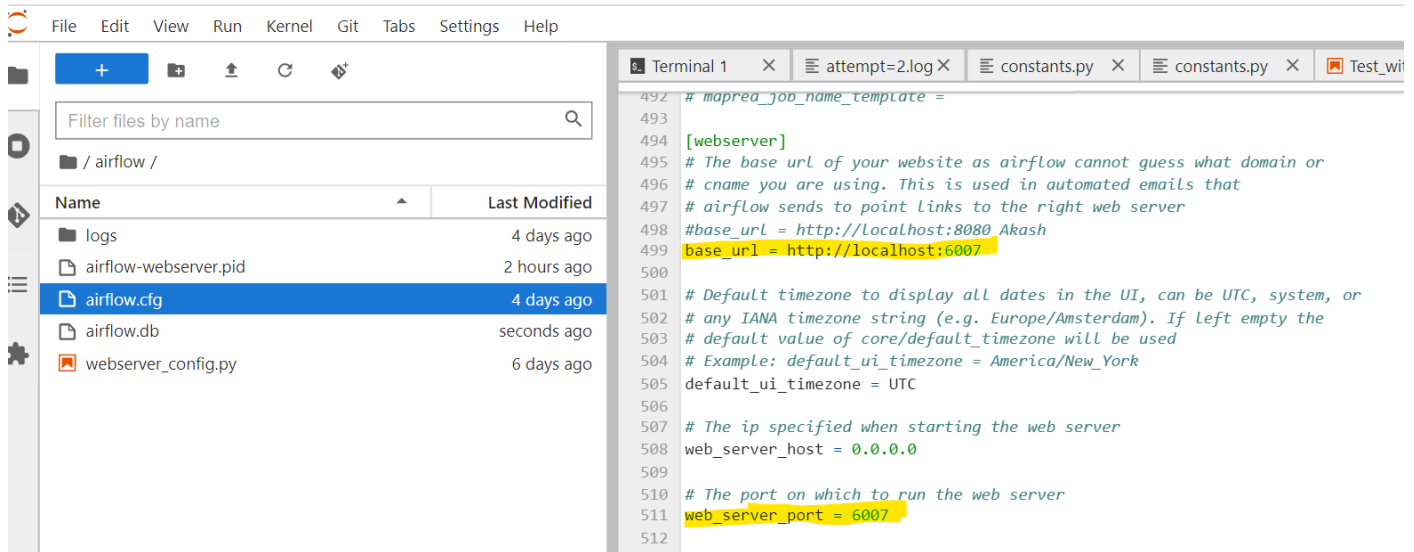 File Edit View Run Kernel Git Tabs Settings Help
+
Filter files by name
/ airflow /
Name Last Modified
logs 4 days ago
airflow-webserver.pid 2 hours ago
airflow.cfg 4 days ago
airflow.db seconds ago
webserver_config.py 6 days ago
Terminal 1 attempt=2.log constants.py constants.py Test_wit
492 # mapred_job_name_template =
493
494 [webserver]
495 # The base url of your website as airflow cannot guess what domain or
496 # cname you are using. This is used in automated emails that
497 # airflow sends to point links to the right web server
498 #base_url = http://localhost:8080 Akash
499 base_url = http://localhost:6007
500
501 # Default timezone to display all dates in the UI, can be UTC, system, or
502 # any IANA timezone string (e.g. Europe/Amsterdam). If left empty the
503 # default value of core/default_timezone will be used
504 # Example: default_ui_timezone = America/New_York
505 default_ui_timezone = UTC
506
507 # The ip specified when starting the web server
508 web_server_host = 0.0.0.0
509
510 # The port on which to run the web server
511 web_server_port = 6007
512